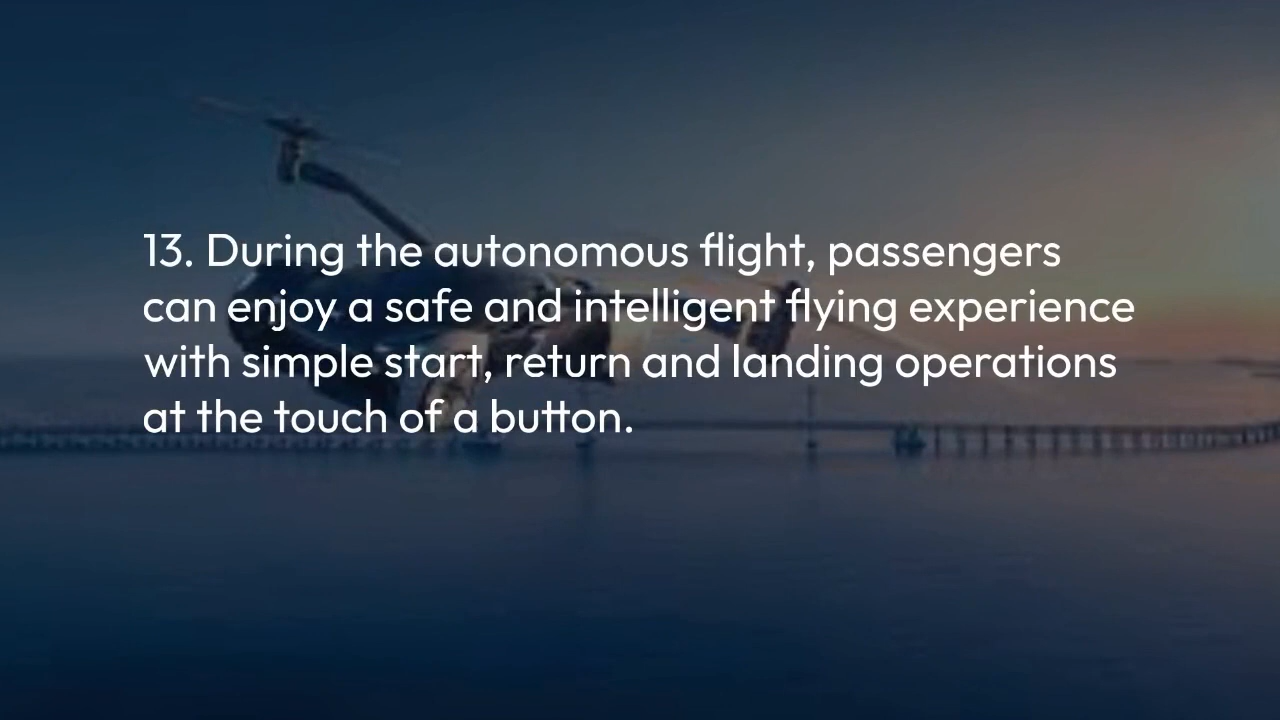 13. During the autonomous flight, passengers
can enjoy a safe and intelligent flying experience
with simple start, return and landing operations
at the touch of a button.